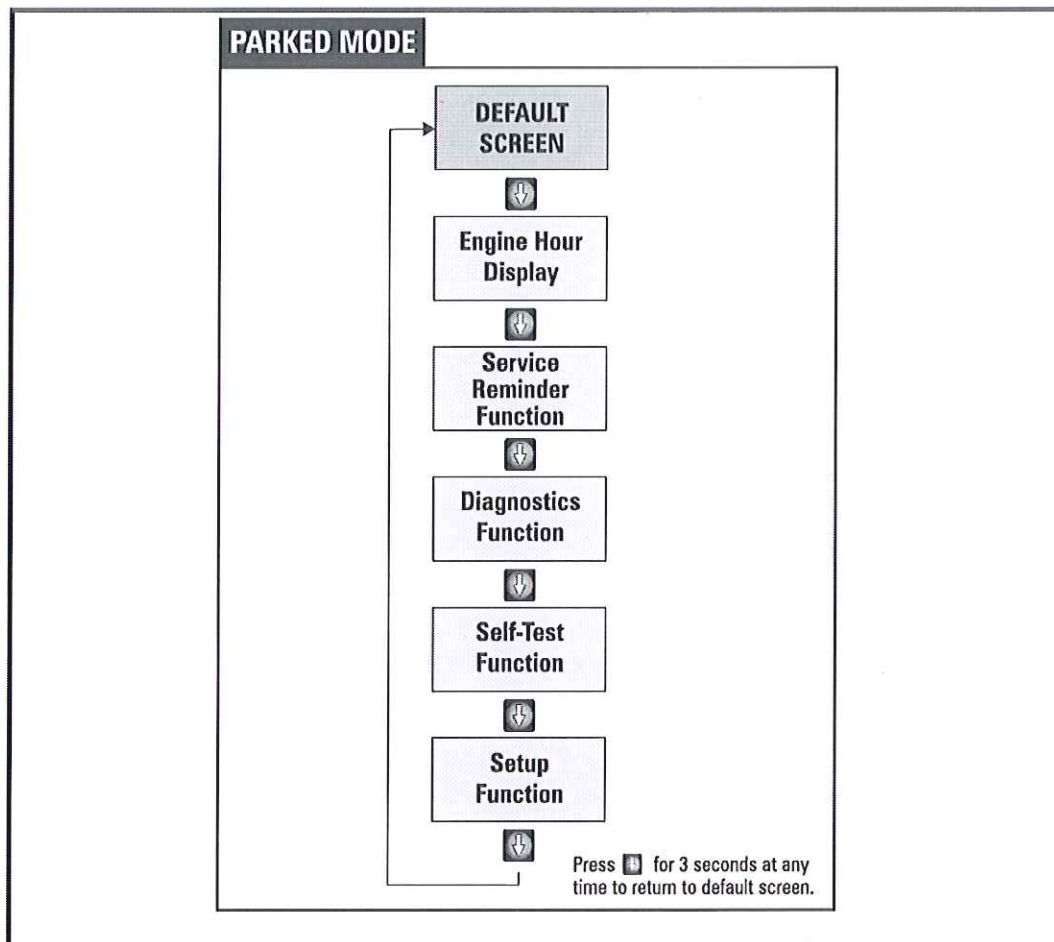 PARKED MODE
DEFAULT
SCREEN
Engine Hour
Display
Service
Reminder
Function
Diagnostics
Function
Self-Test
Function
Setup
Function
Press for 3 seconds at any
time to return to default screen.